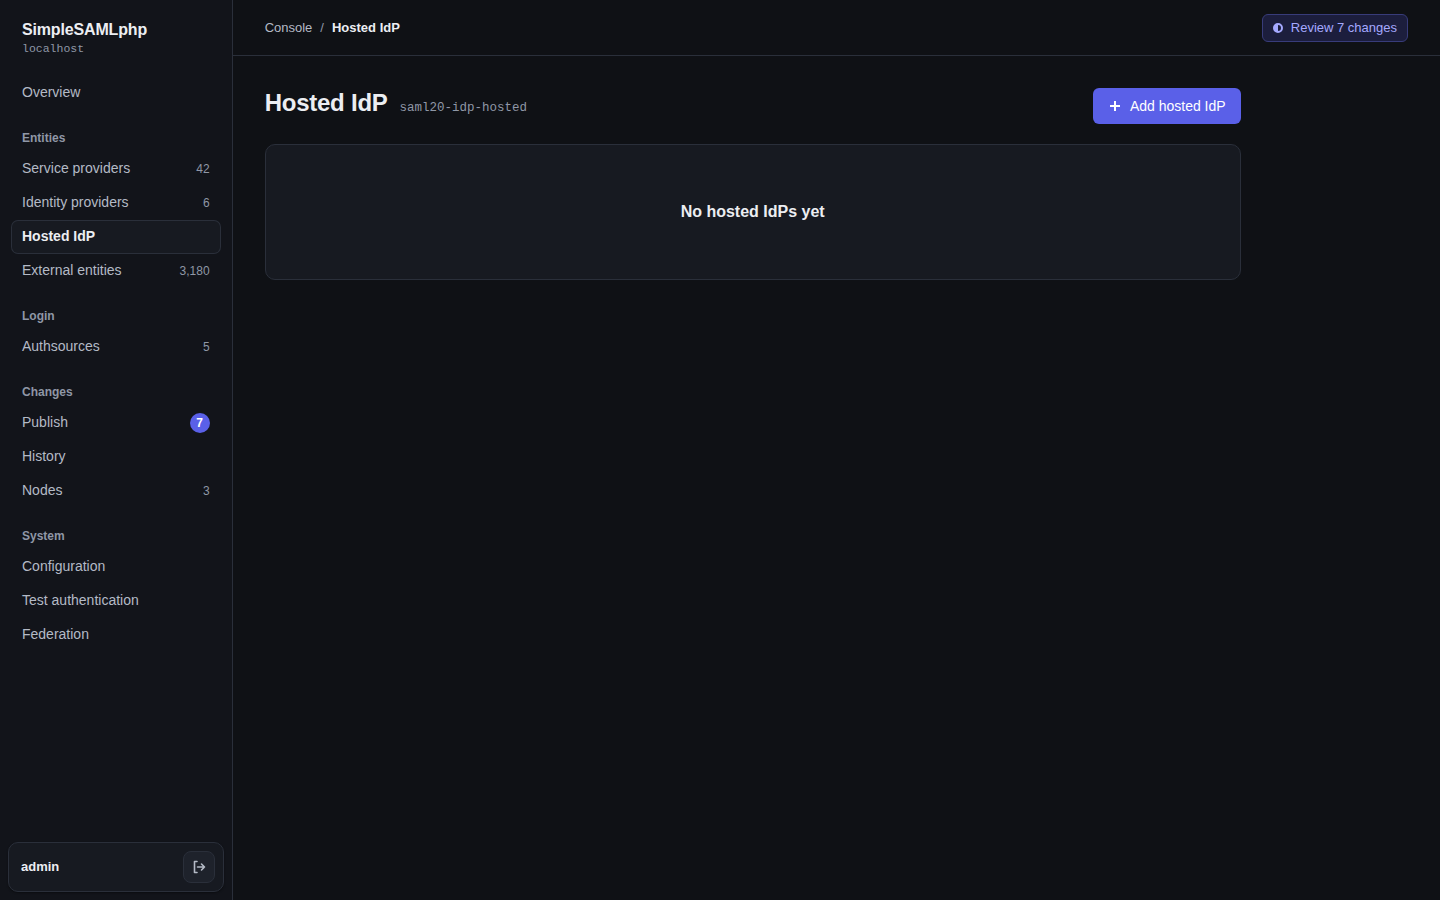 SimpleSAMLphp
localhost
Overview
Entities
Service providers 42
Identity providers 6
Hosted IdP
External entities 3,180
Login
Authsources 5
Changes
Publish 7
History
Nodes 3
System
Configuration
Test authentication
Federation
admin
Console / Hosted IdP
Review 7 changes
Hosted IdP saml20-idp-hosted
Add hosted IdP
No hosted IdPs yet